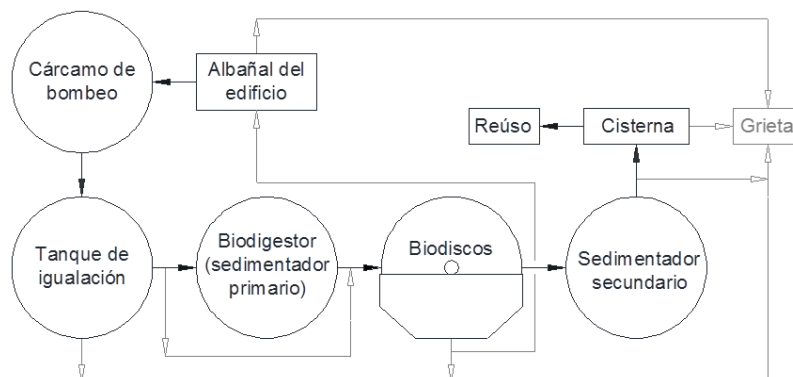 Cárcamo de
bombeo
Albañal del
edificio
Reúso
Cisterna
Grieta
Tanque de
igualación
Biodigestor
(sedimentador
primario)
Biodiscos
Sedimentador
secundario